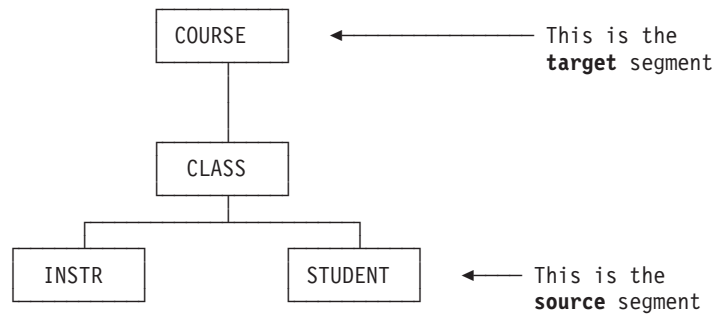 COURSE
This is the
target segment
CLASS
INSTR
STUDENT
This is the
source segment